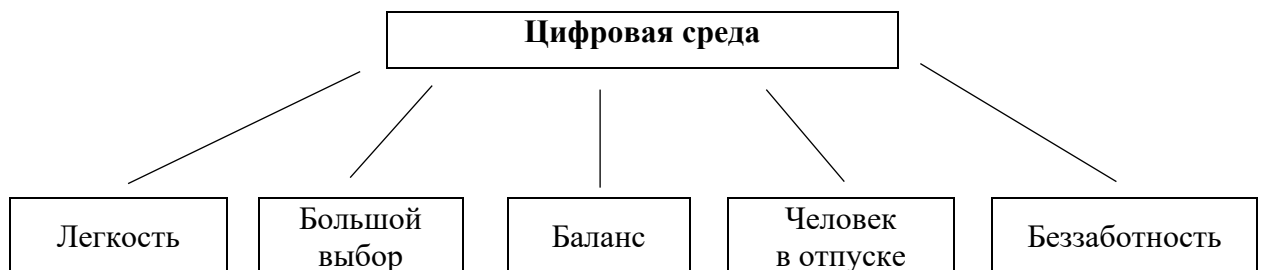 Цифровая среда
Легкость
Большой
выбор
Баланс
Человек
в отпуске
Беззаботность